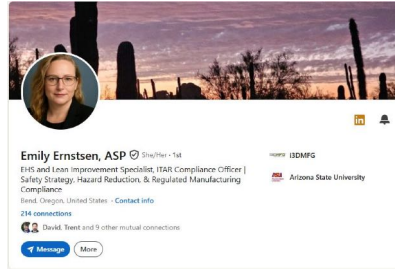 in
Emily Ernstsen, ASP She/Her · 1st
EHS and Lean Improvement Specialist, ITAR Compliance Officer |
Safety Strategy, Hazard Reduction, & Regulated Manufacturing
Compliance
Bend, Oregon, United States · Contact info
214 connections
David, Trent and 9 other mutual connections
Message
More
I3DMFG
Arizona State University